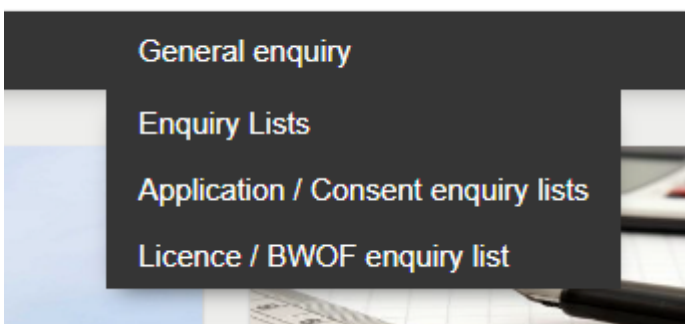 General enquiry
Enquiry Lists
Application / Consent enquiry lists
Licence / BWOF enquiry list